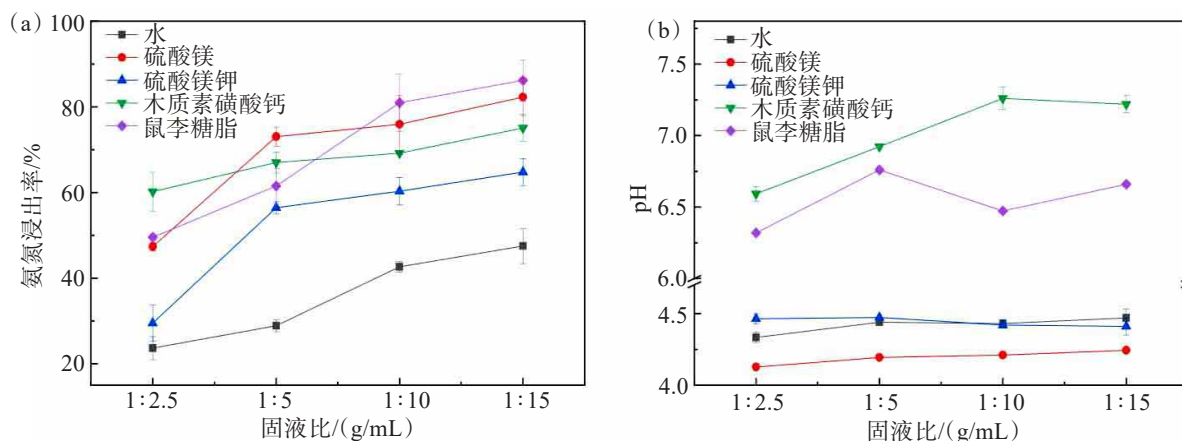 (a)
水
硫酸镁
硫酸镁钾
木质素磺酸钙
鼠李糖脂
100
80
60
40
20
氨氮浸出率/%
1∶2.5 1∶5 1∶10 1∶15
固液比/(g/mL)
(b)
水
硫酸镁
硫酸镁钾
木质素磺酸钙
鼠李糖脂
7.5
7.0
6.5
6.0
4.5
4.0
pH
1∶2.5 1∶5 1∶10 1∶15
固液比/(g/mL)